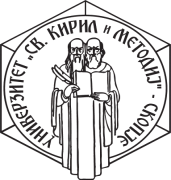 УНИВЕРЗИТЕТ „СВ. КИРИЛ И МЕТОДИЈ" - СКОПЈЕ